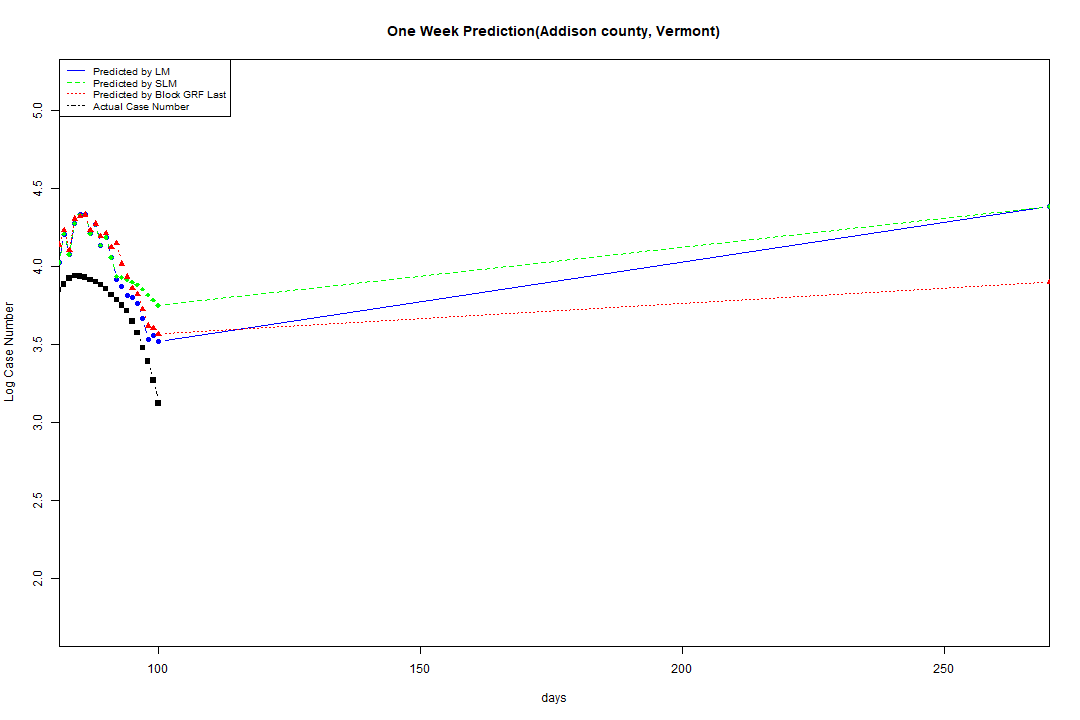 One Week Prediction(Addison county, Vermont)
Predicted by LM
Predicted by SLM
Predicted by Block GRF Last
Actual Case Number
5.0
4.5
4.0
3.5
3.0
2.5
2.0
Log Case Number
100 150 200 250
days